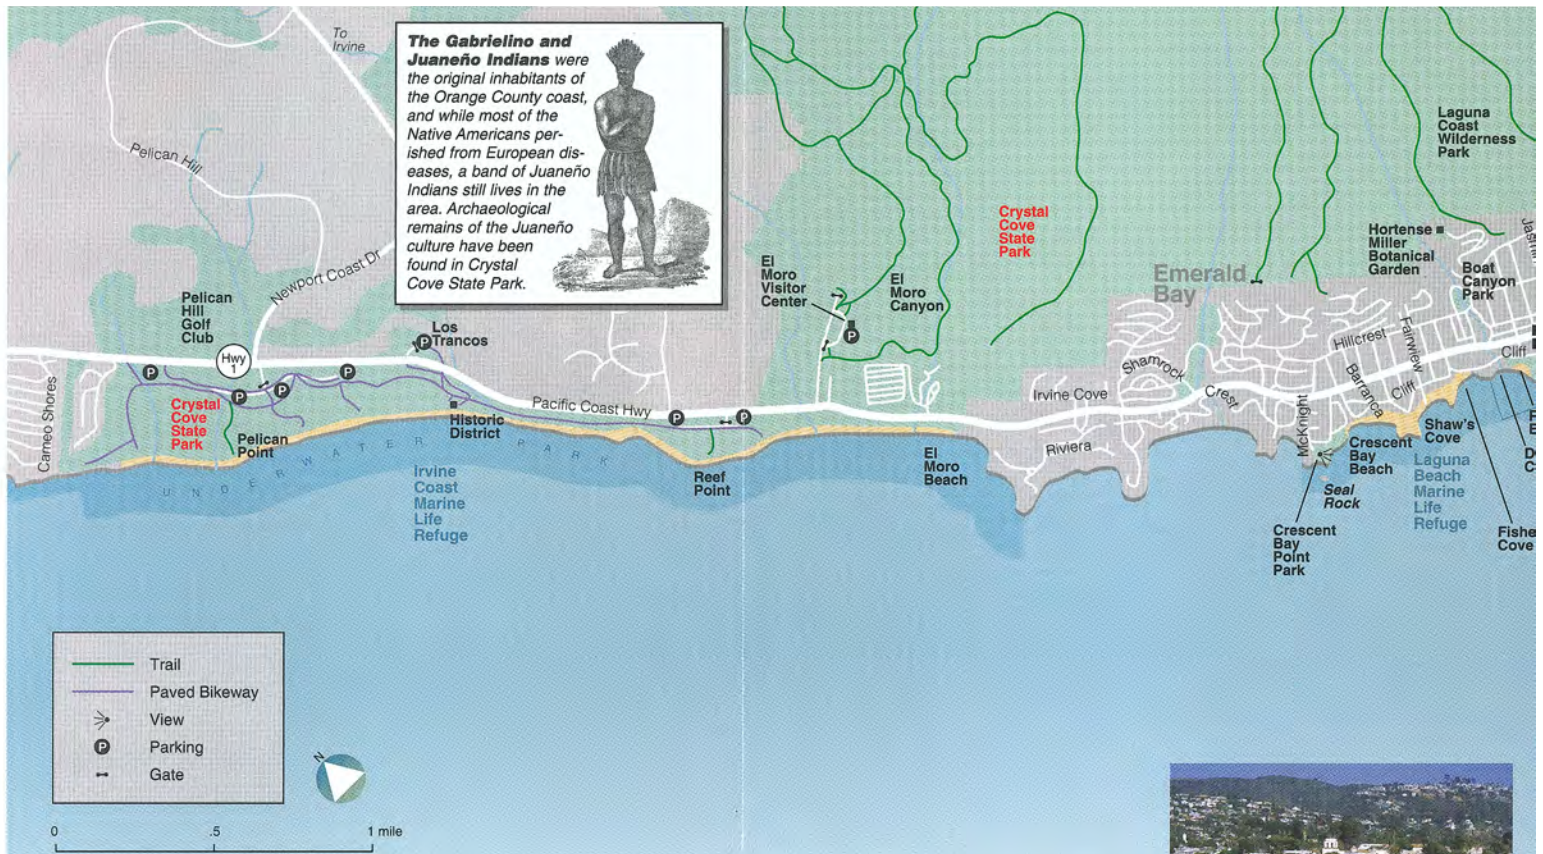 To
Irvine
The Gabrielino and
Juaneño Indians were
the original inhabitants of
the Orange County coast,
and while most of the
Native Americans per-
ished from European dis-
eases, a band of Juaneño
Indians still lives in the
area. Archaeological
remains of the Juaneño
culture have been
found in Crystal
Cove State Park.
Pelican Hill
Newport Coast Dr
Pelican
Hill
Golf
Club
Hwy
1
Los
Trancos
P
P
P
P
P
P
P
P
Cameo Shores
Crystal
Cove
State
Park
Pelican
Point
Historic
District
Pacific Coast Hwy
UNDERWATER PARK
Irvine
Coast
Marine
Life
Refuge
Reef
Point
El
Moro
Visitor
Center
El
Moro
Canyon
Crystal
Cove
State
Park
El
Moro
Beach
Emerald
Bay
Irvine Cove
Riviera
Shamrock
Crest
Laguna
Coast
Wilderness
Park
Hortense
Miller
Botanical
Garden
Boat
Canyon
Park
Hillcrest
Fairwiew
Barranca
Cliff
Cliff
McKnight
Crescent
Bay
Beach
Seal
Rock
Crescent
Bay
Point
Park
Shaw's
Cove
Laguna
Beach
Marine
Life
Refuge
Fishe
Cove
Trail
Paved Bikeway
View
P Parking
Gate
N
0 .5 1 mile